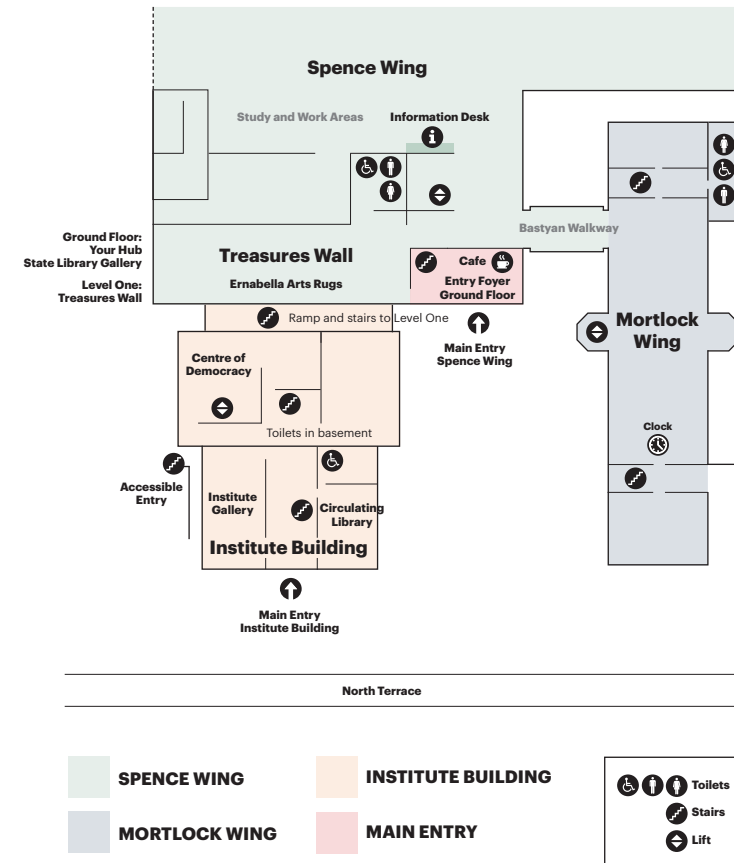 Spence Wing
Study and Work Areas
Information Desk
Bastyan Walkway
Ground Floor:
Your Hub
State Library Gallery
Level One:
Treasures Wall
Treasures Wall
Ernabella Arts Rugs
Cafe
Entry Foyer
Ground Floor
Ramp and stairs to Level One
Main Entry
Spence Wing
Mortlock
Wing
Centre of
Democracy
Toilets in basement
Clock
Accessible
Entry
Institute
Gallery
Circulating
Library
Institute Building
Main Entry
Institute Building
North Terrace
SPENCE WING
INSTITUTE BUILDING
MORTLOCK WING
MAIN ENTRY
Toilets
Stairs
Lift